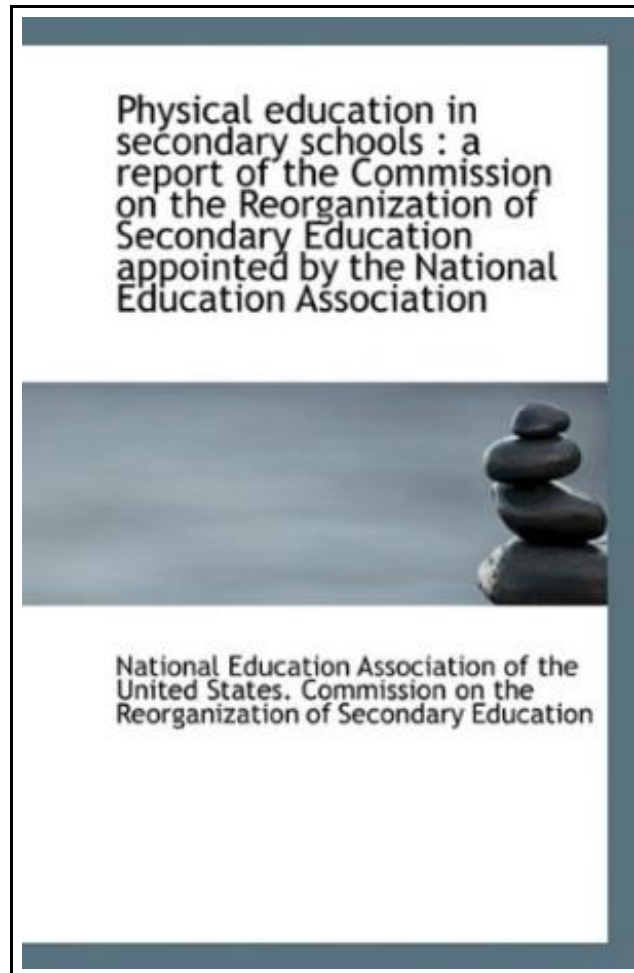 Physical education in
secondary schools : a
report of the Commission
on the Reorganization of
Secondary Education
appointed by the National
Education Association
National Education Association of the
United States. Commission on the
Reorganization of Secondary Education